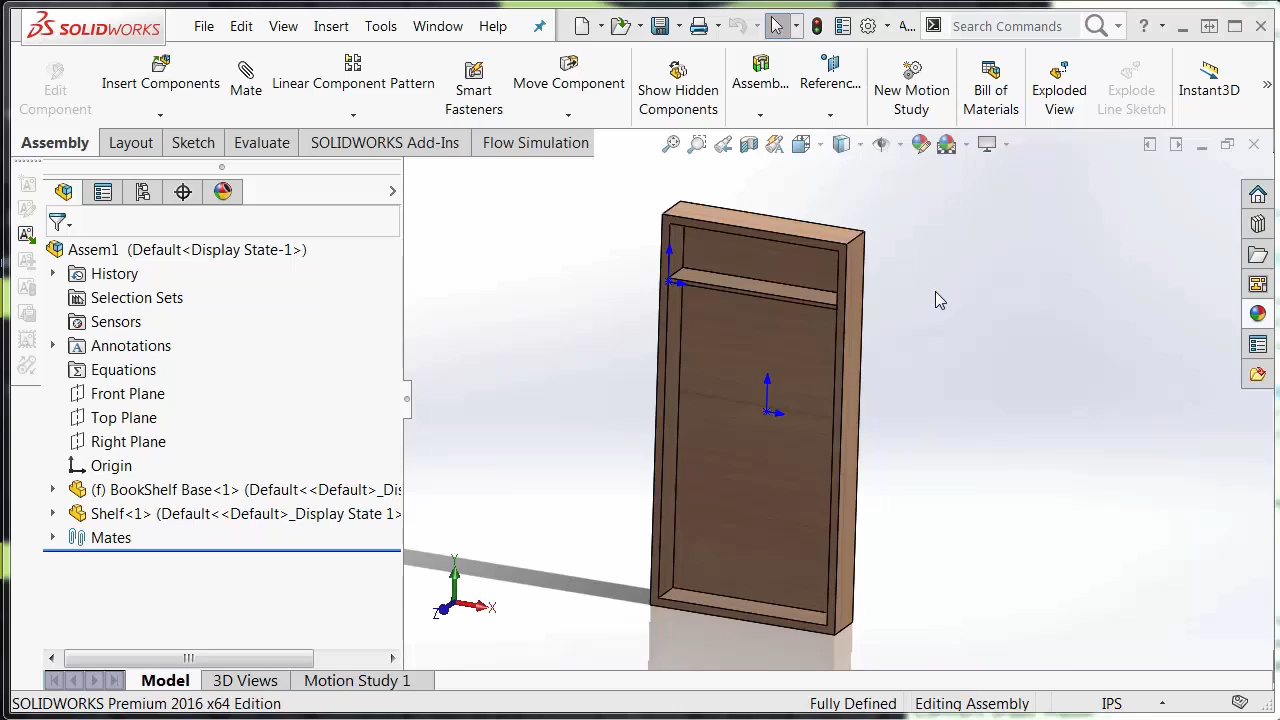 SOLIDWORKS File Edit View Insert Tools Window Help A... Search Commands ?
Edit Component
Insert Components
Mate
Linear Component Pattern
Smart Fasteners
Move Component
Show Hidden Components
Assemb...
Referenc...
New Motion Study
Bill of Materials
Exploded View
Explode Line Sketch
Instant3D
Assembly Layout Sketch Evaluate SOLIDWORKS Add-Ins Flow Simulation
Assem1 (Default<Display State-1>)
History
Selection Sets
Sensors
Annotations
Equations
Front Plane
Top Plane
Right Plane
Origin
(f) BookShelf Base<1> (Default<<Default>_Dis
Shelf<1> (Default<<Default>_Display State 1>
Mates
Y
X
Z
Model 3D Views Motion Study 1
SOLIDWORKS Premium 2016 x64 Edition Fully Defined Editing Assembly IPS